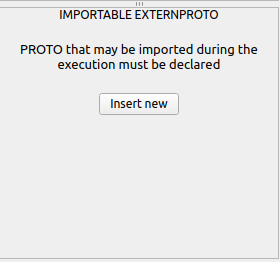 IMPORTABLE EXTERNPROTO
PROTO that may be imported during the
execution must be declared
Insert new